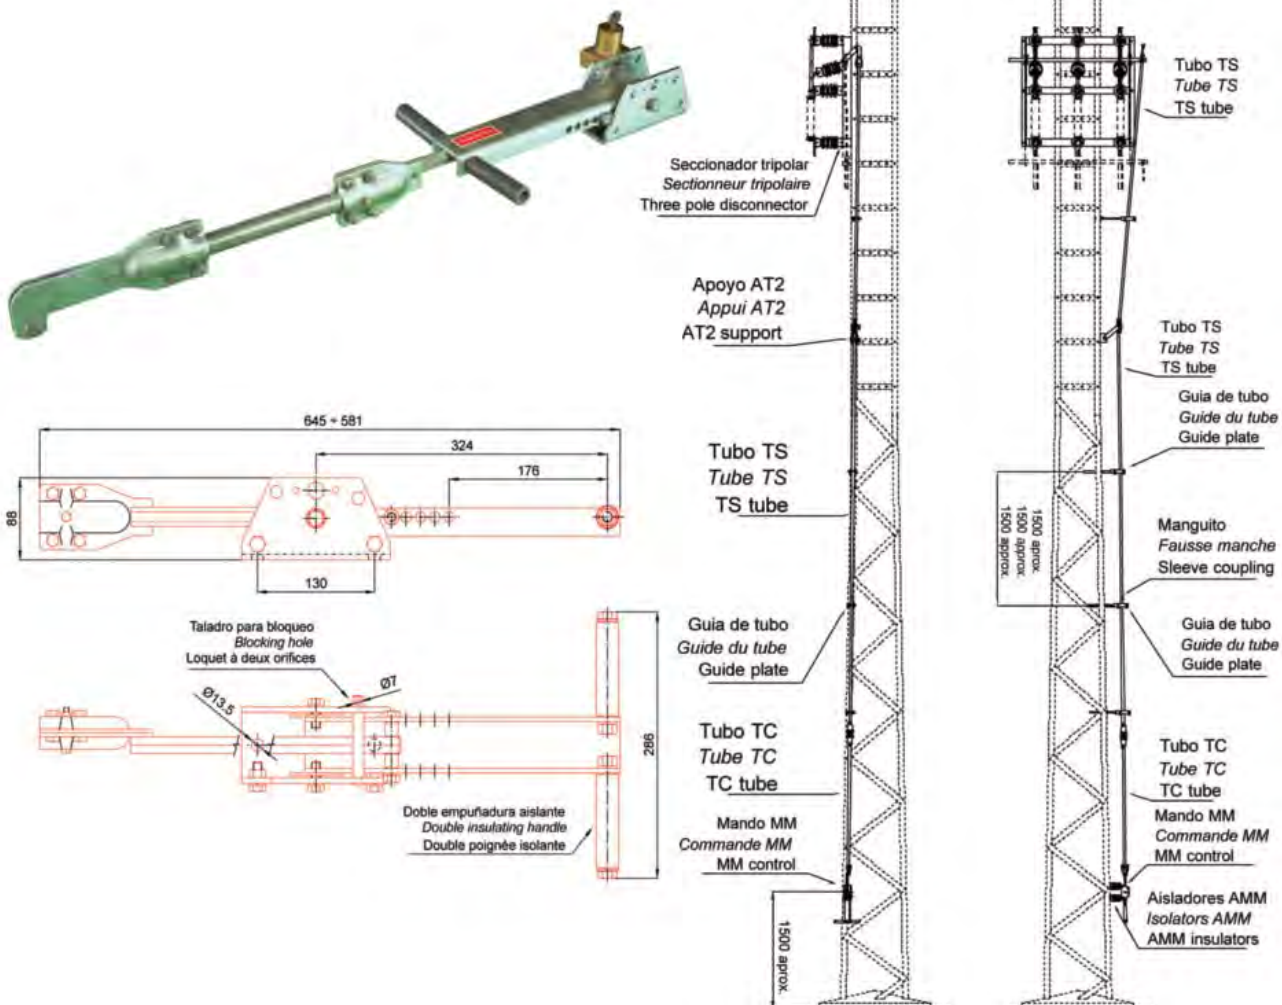 Tubo TS
Tube TS
TS tube
Seccionador tripolar
Sectionneur tripolaire
Three pole disconnector
Apoyo AT2
Appui AT2
AT2 support
Tubo TS
Tube TS
TS tube
Guia de tubo
Guide du tube
Guide plate
645 ÷ 581
324
176
88
130
Tubo TS
Tube TS
TS tube
1500 aprox.
1500 approx.
1500 approx.
Manguito
Fausse manche
Sleeve coupling
Taladro para bloqueo
Blocking hole
Loquet à deux orifices
Ø7
Ø13.5
286
Doble empuñadura aislante
Double insulating handle
Double poignée isolante
Guia de tubo
Guide du tube
Guide plate
Guia de tubo
Guide du tube
Guide plate
Tubo TC
Tube TC
TC tube
Mando MM
Commande MM
MM control
1500 aprox.
Tubo TC
Tube TC
TC tube
Mando MM
Commande MM
MM control
Aisladores AMM
Isolators AMM
AMM insulators